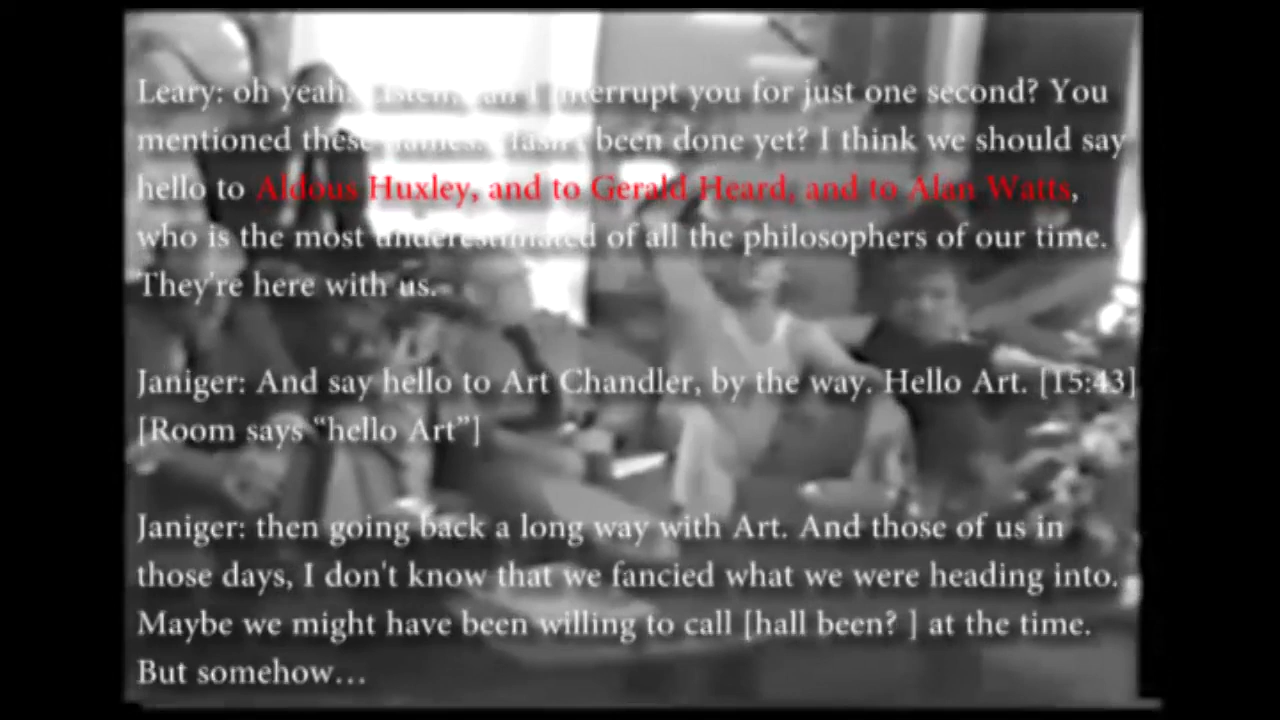 Leary: oh yeah. Listen, can I interrupt you for just one second? You
mentioned these names. Hasn't been done yet? I think we should say
hello to Aldous Huxley, and to Gerald Heard, and to Alan Watts,
who is the most underestimated of all the philosophers of our time.
They're here with us.
Janiger: And say hello to Art Chandler, by the way. Hello Art. [15:43]
[Room says “hello Art”]
Janiger: then going back a long way with Art. And those of us in
those days, I don't know that we fancied what we were heading into.
Maybe we might have been willing to call [hall been? ] at the time.
But somehow…